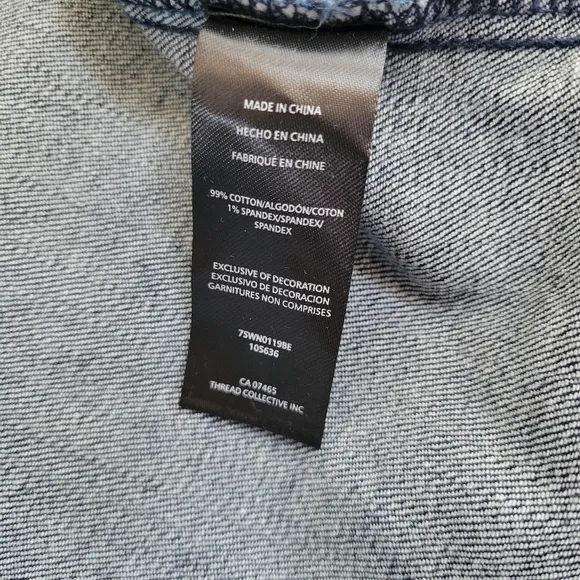 MADE IN CHINA
HECHO EN CHINA
FABRIQUÉ EN CHINE
99% COTTON/ALGODÓN/COTON
1% SPANDEX/SPANDEX/
SPANDEX
EXCLUSIVE OF DECORATION
EXCLUSIVO DE DECORACION
GARNITURES NON COMPRISES
7SWN0119BE
105636
CA 07465
THREAD COLLECTIVE INC